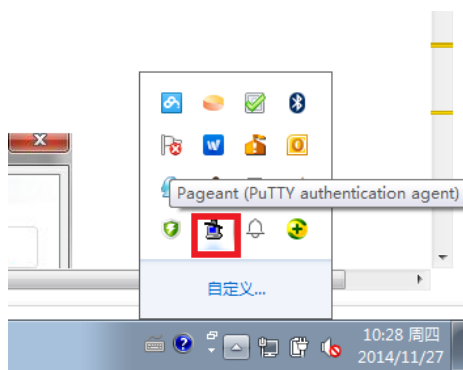 Pageant (PuTTY authentication agent)
自定义...
10:28 周四
2014/11/27